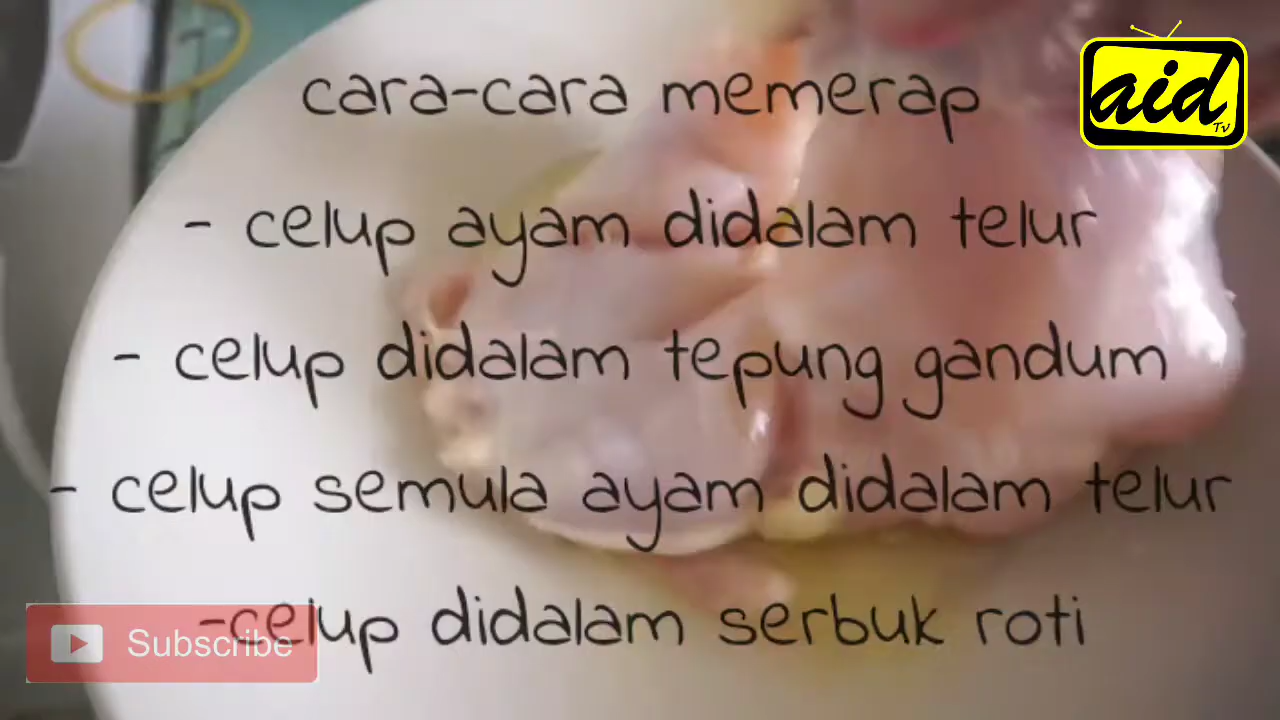 cara-cara memerap
- celup ayam didalam telur
- celup didalam tepung gandum
- celup semula ayam didalam telur
-celup didalam serbuk roti
aid
Tv
Subscribe